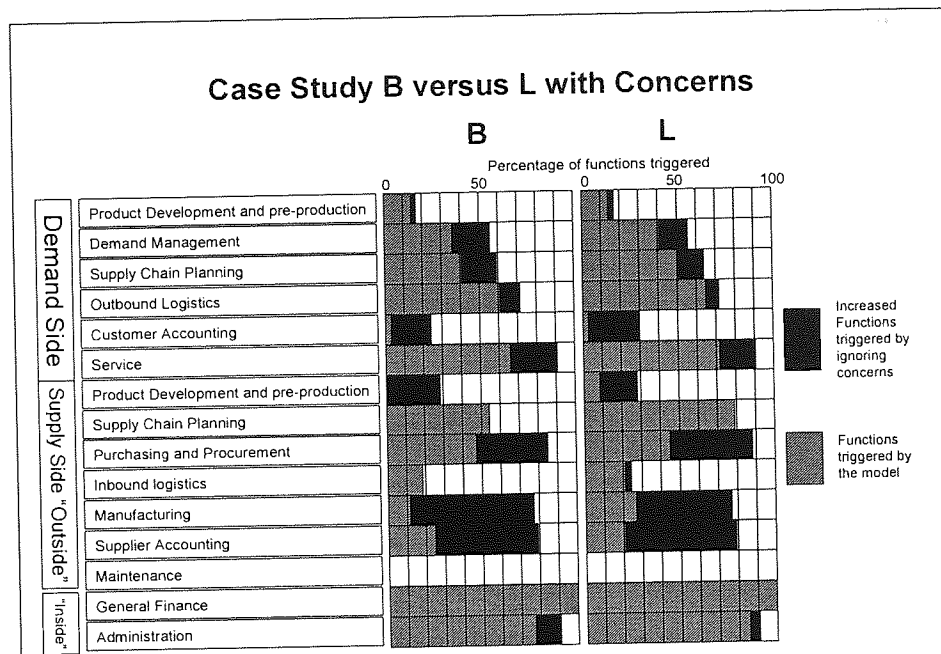 Case Study B versus L with Concerns
B
L
Percentage of functions triggered
0
50
0
50
100
Demand Side
Product Development and pre-production
Demand Management
Supply Chain Planning
Outbound Logistics
Customer Accounting
Service
Supply Side "Outside"
Product Development and pre-production
Supply Chain Planning
Purchasing and Procurement
Inbound logistics
Manufacturing
Supplier Accounting
Maintenance
"Inside"
General Finance
Administration
Increased
Functions
triggered by
ignoring
concerns
Functions
triggered by
the model